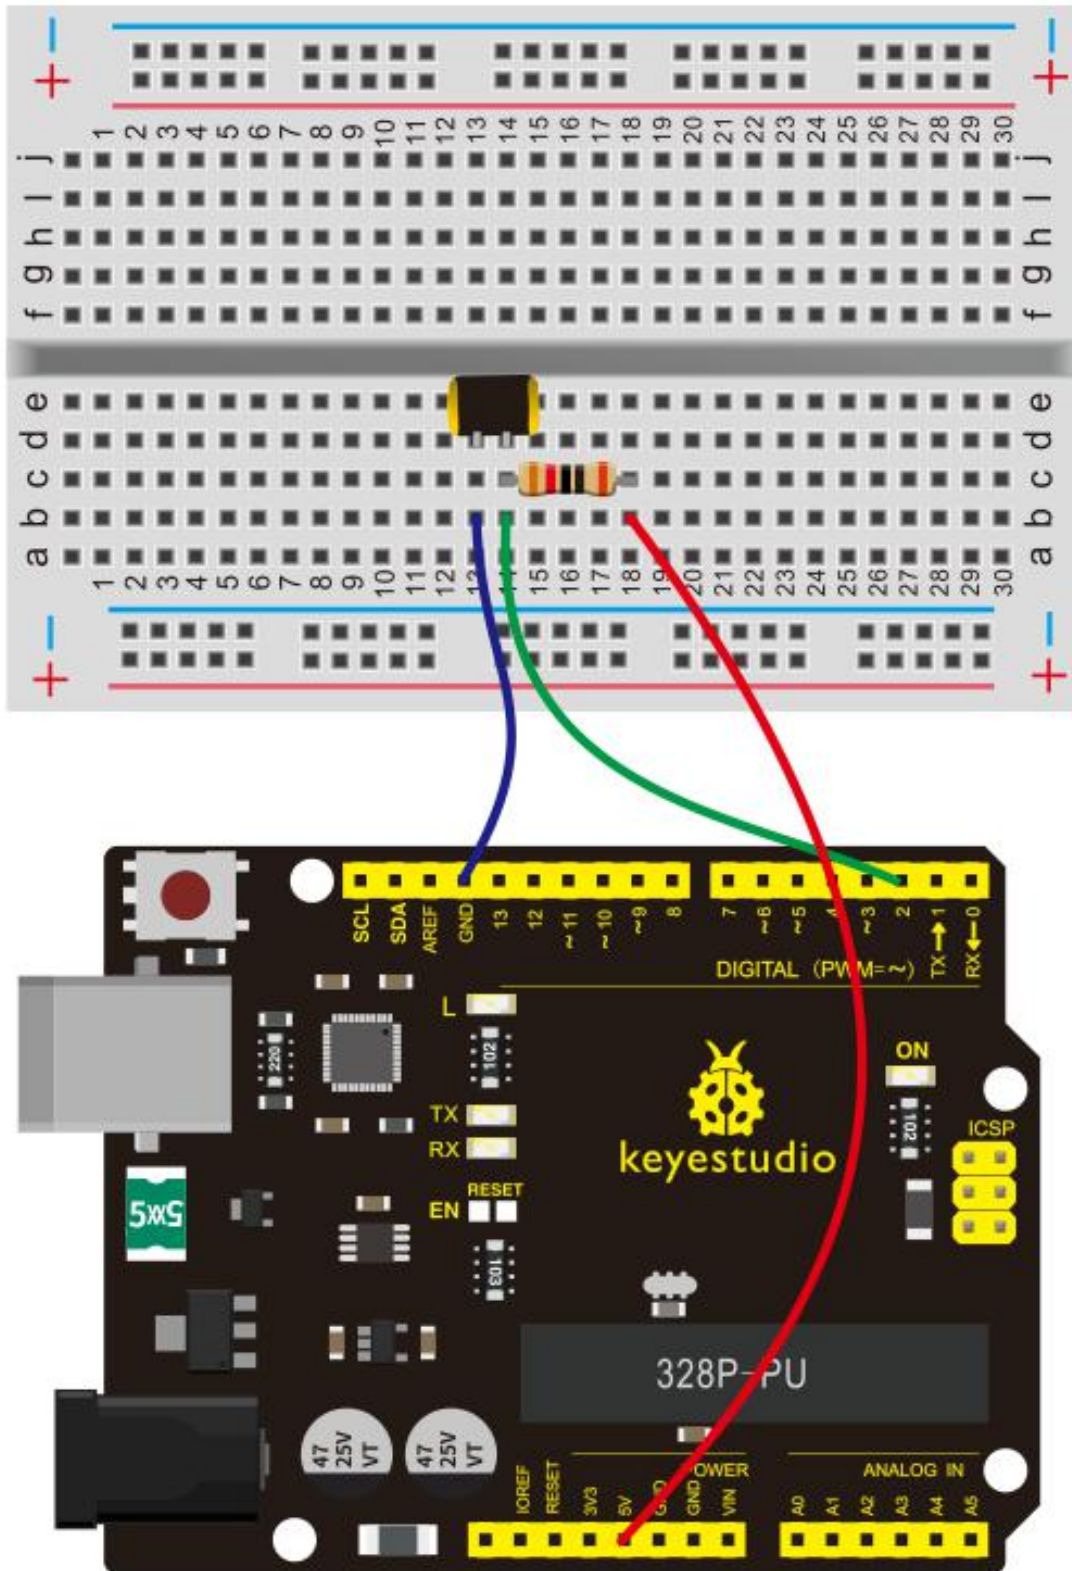 − −
+ +
1 2 3 4 5 6 7 8 9 10 11 12 13 14 15 16 17 18 19 20 21 22 23 24 25 26 27 28 29 30
j j
l l
h h
g g
f f
e e
d d
c c
b b
a a
1 2 3 4 5 6 7 8 9 10 11 12 13 14 15 16 17 18 19 20 21 22 23 24 25 26 27 28 29 30
− −
+ +
SCL SDA AREF GND 13 12 ~11 ~10 ~9 8 7 ~6 ~5 4 ~3 2 TX→1 RX←0
DIGITAL (PWM=~)
L
220
102
ON
TX
102
ICSP
RX
keyestudio
RESET
EN
5XX5
103
328P-PU
47 25V VT
47 25V VT
OWER
ANALOG IN
IOREF RESET 3V3 5V GND GND VIN A0 A1 A2 A3 A4 A5